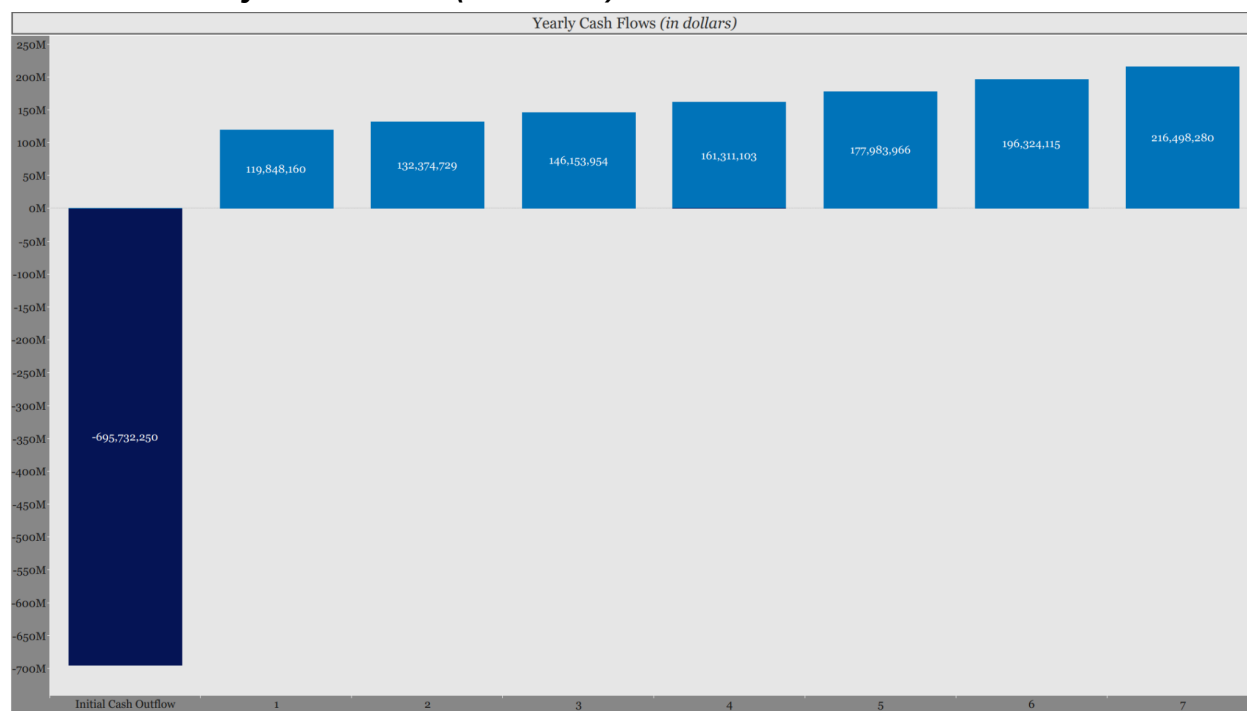 Yearly Cash Flows (in dollars)
250M
200M
150M
100M
50M
0M
-50M
-100M
-150M
-200M
-250M
-300M
-350M
-400M
-450M
-500M
-550M
-600M
-650M
-700M
-695,732,250
119,848,160
132,374,729
146,153,954
161,311,103
177,983,966
196,324,115
216,498,280
Initial Cash Outflow 1 2 3 4 5 6 7